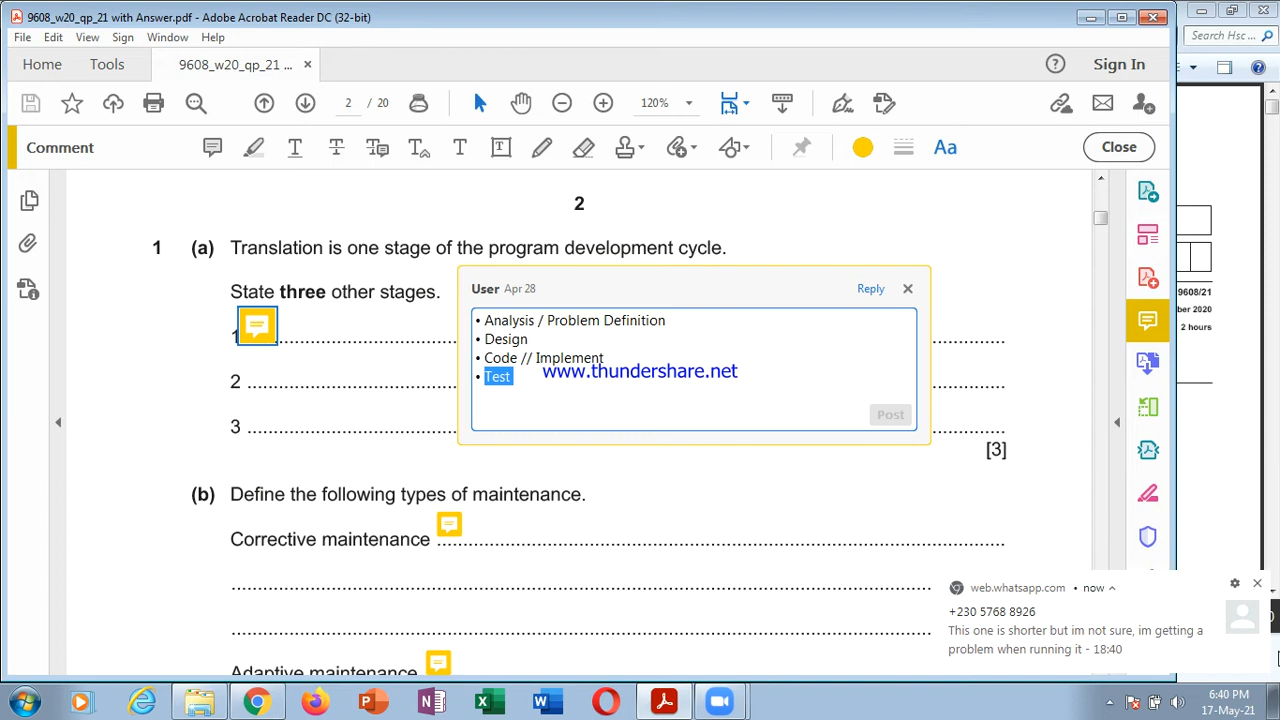 9608_w20_qp_21 with Answer.pdf - Adobe Acrobat Reader DC (32-bit)
File Edit View Sign Window Help
Search Hsc...
Home Tools 9608_w20_qp_21 ... × Sign In
2 / 20 120%
Comment Close
2
1 (a) Translation is one stage of the program development cycle.
State three other stages.
1
2
3
[3]
User Apr 28 Reply
• Analysis / Problem Definition
• Design
• Code // Implement
• Test
www.thundershare.net
Post
(b) Define the following types of maintenance.
Corrective maintenance
Adaptive maintenance
9608/21
ber 2020
2 hours
web.whatsapp.com • now
+230 5768 8926
This one is shorter but im not sure, im getting a
problem when running it - 18:40
6:40 PM
17-May-21